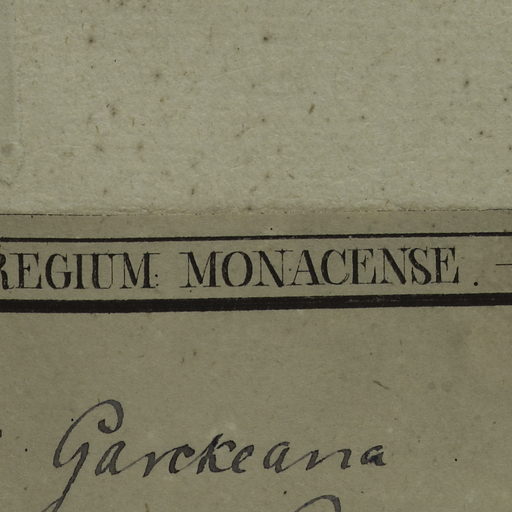 REGIUM MONACENSE. —
Garckeana